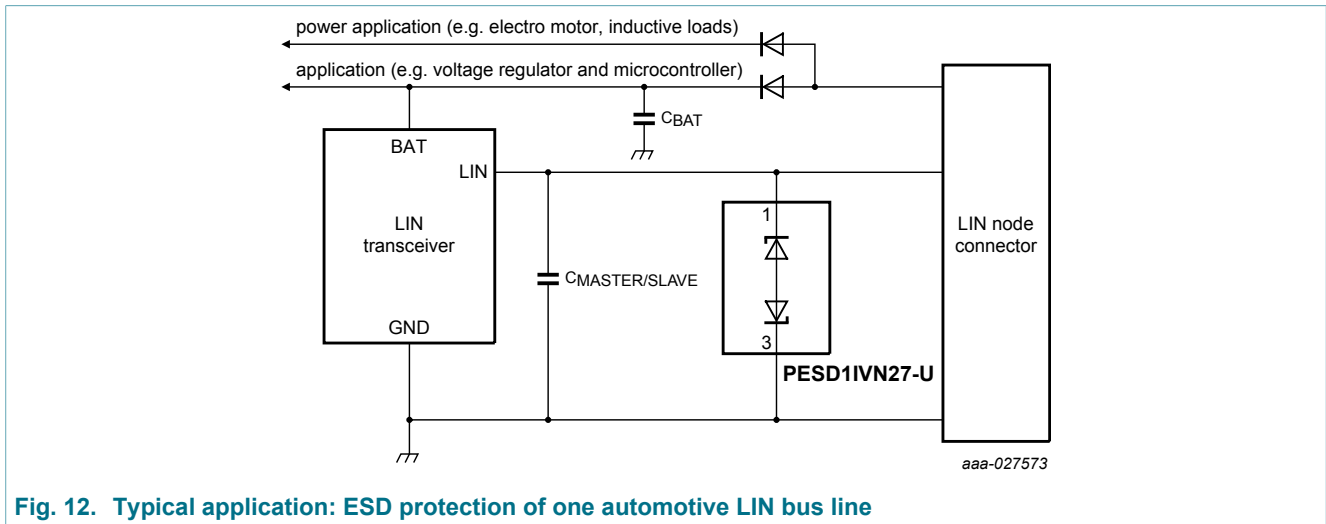 power application (e.g. electro motor, inductive loads)
application (e.g. voltage regulator and microcontroller)
CBAT
BAT
LIN
LIN
transceiver
GND
CMASTER/SLAVE
1
3
PESD1IVN27-U
LIN node
connector
aaa-027573
Fig. 12. Typical application: ESD protection of one automotive LIN bus line